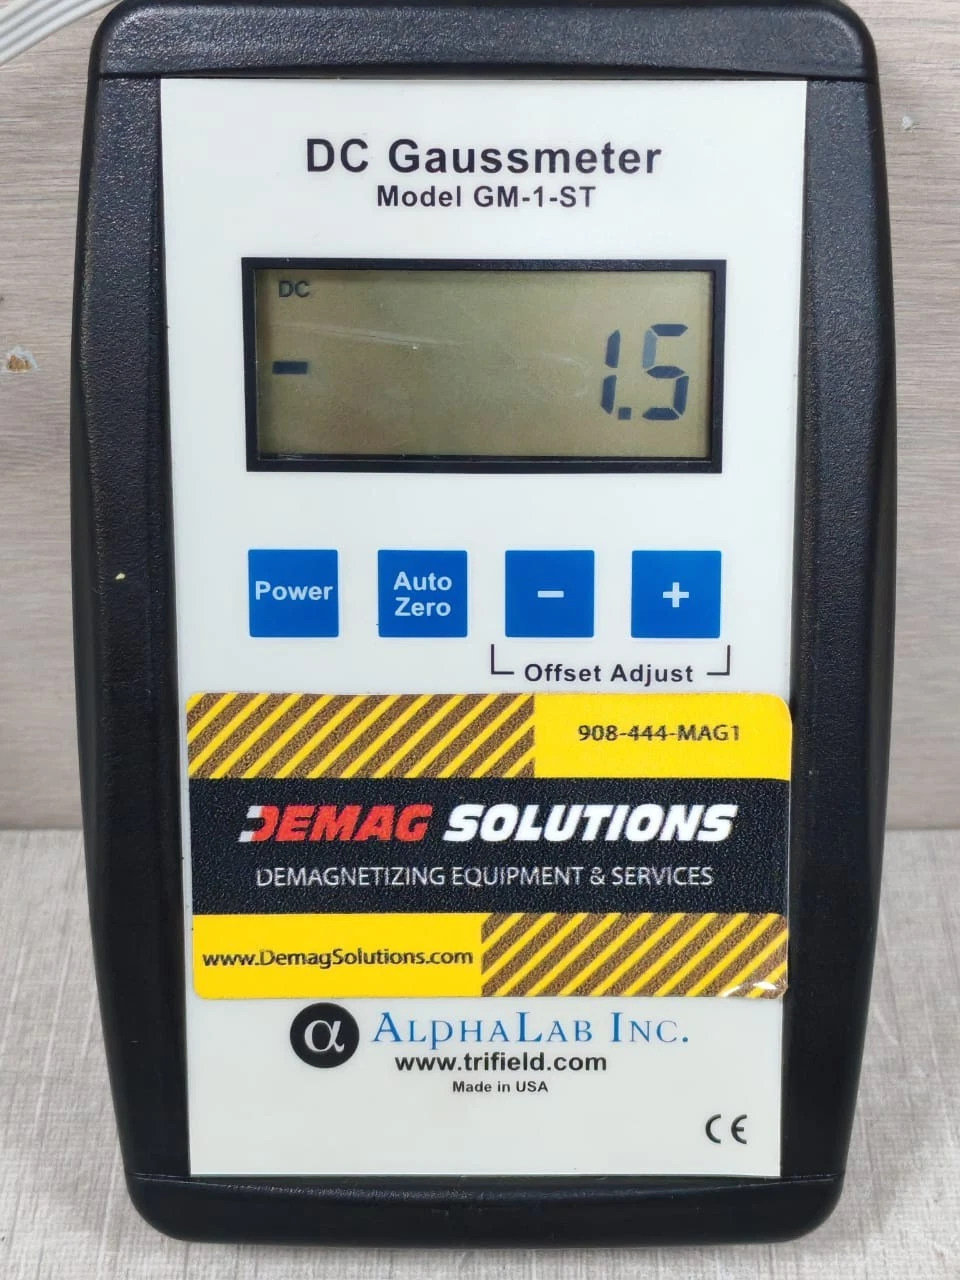 DC Gaussmeter
Model GM-1-ST
DC
- 1.5
Power
Auto
Zero
−
+
Offset Adjust
908-444-MAG1
DEMAG SOLUTIONS
DEMAGNETIZING EQUIPMENT & SERVICES
www.DemagSolutions.com
α ALPHALAB INC.
www.trifield.com
Made in USA
CE